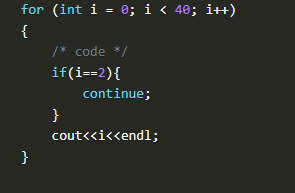 for (int i = 0; i < 40; i++)
{
    /* code */
    if(i==2){
        continue;
    }
    cout<<i<<endl;
}